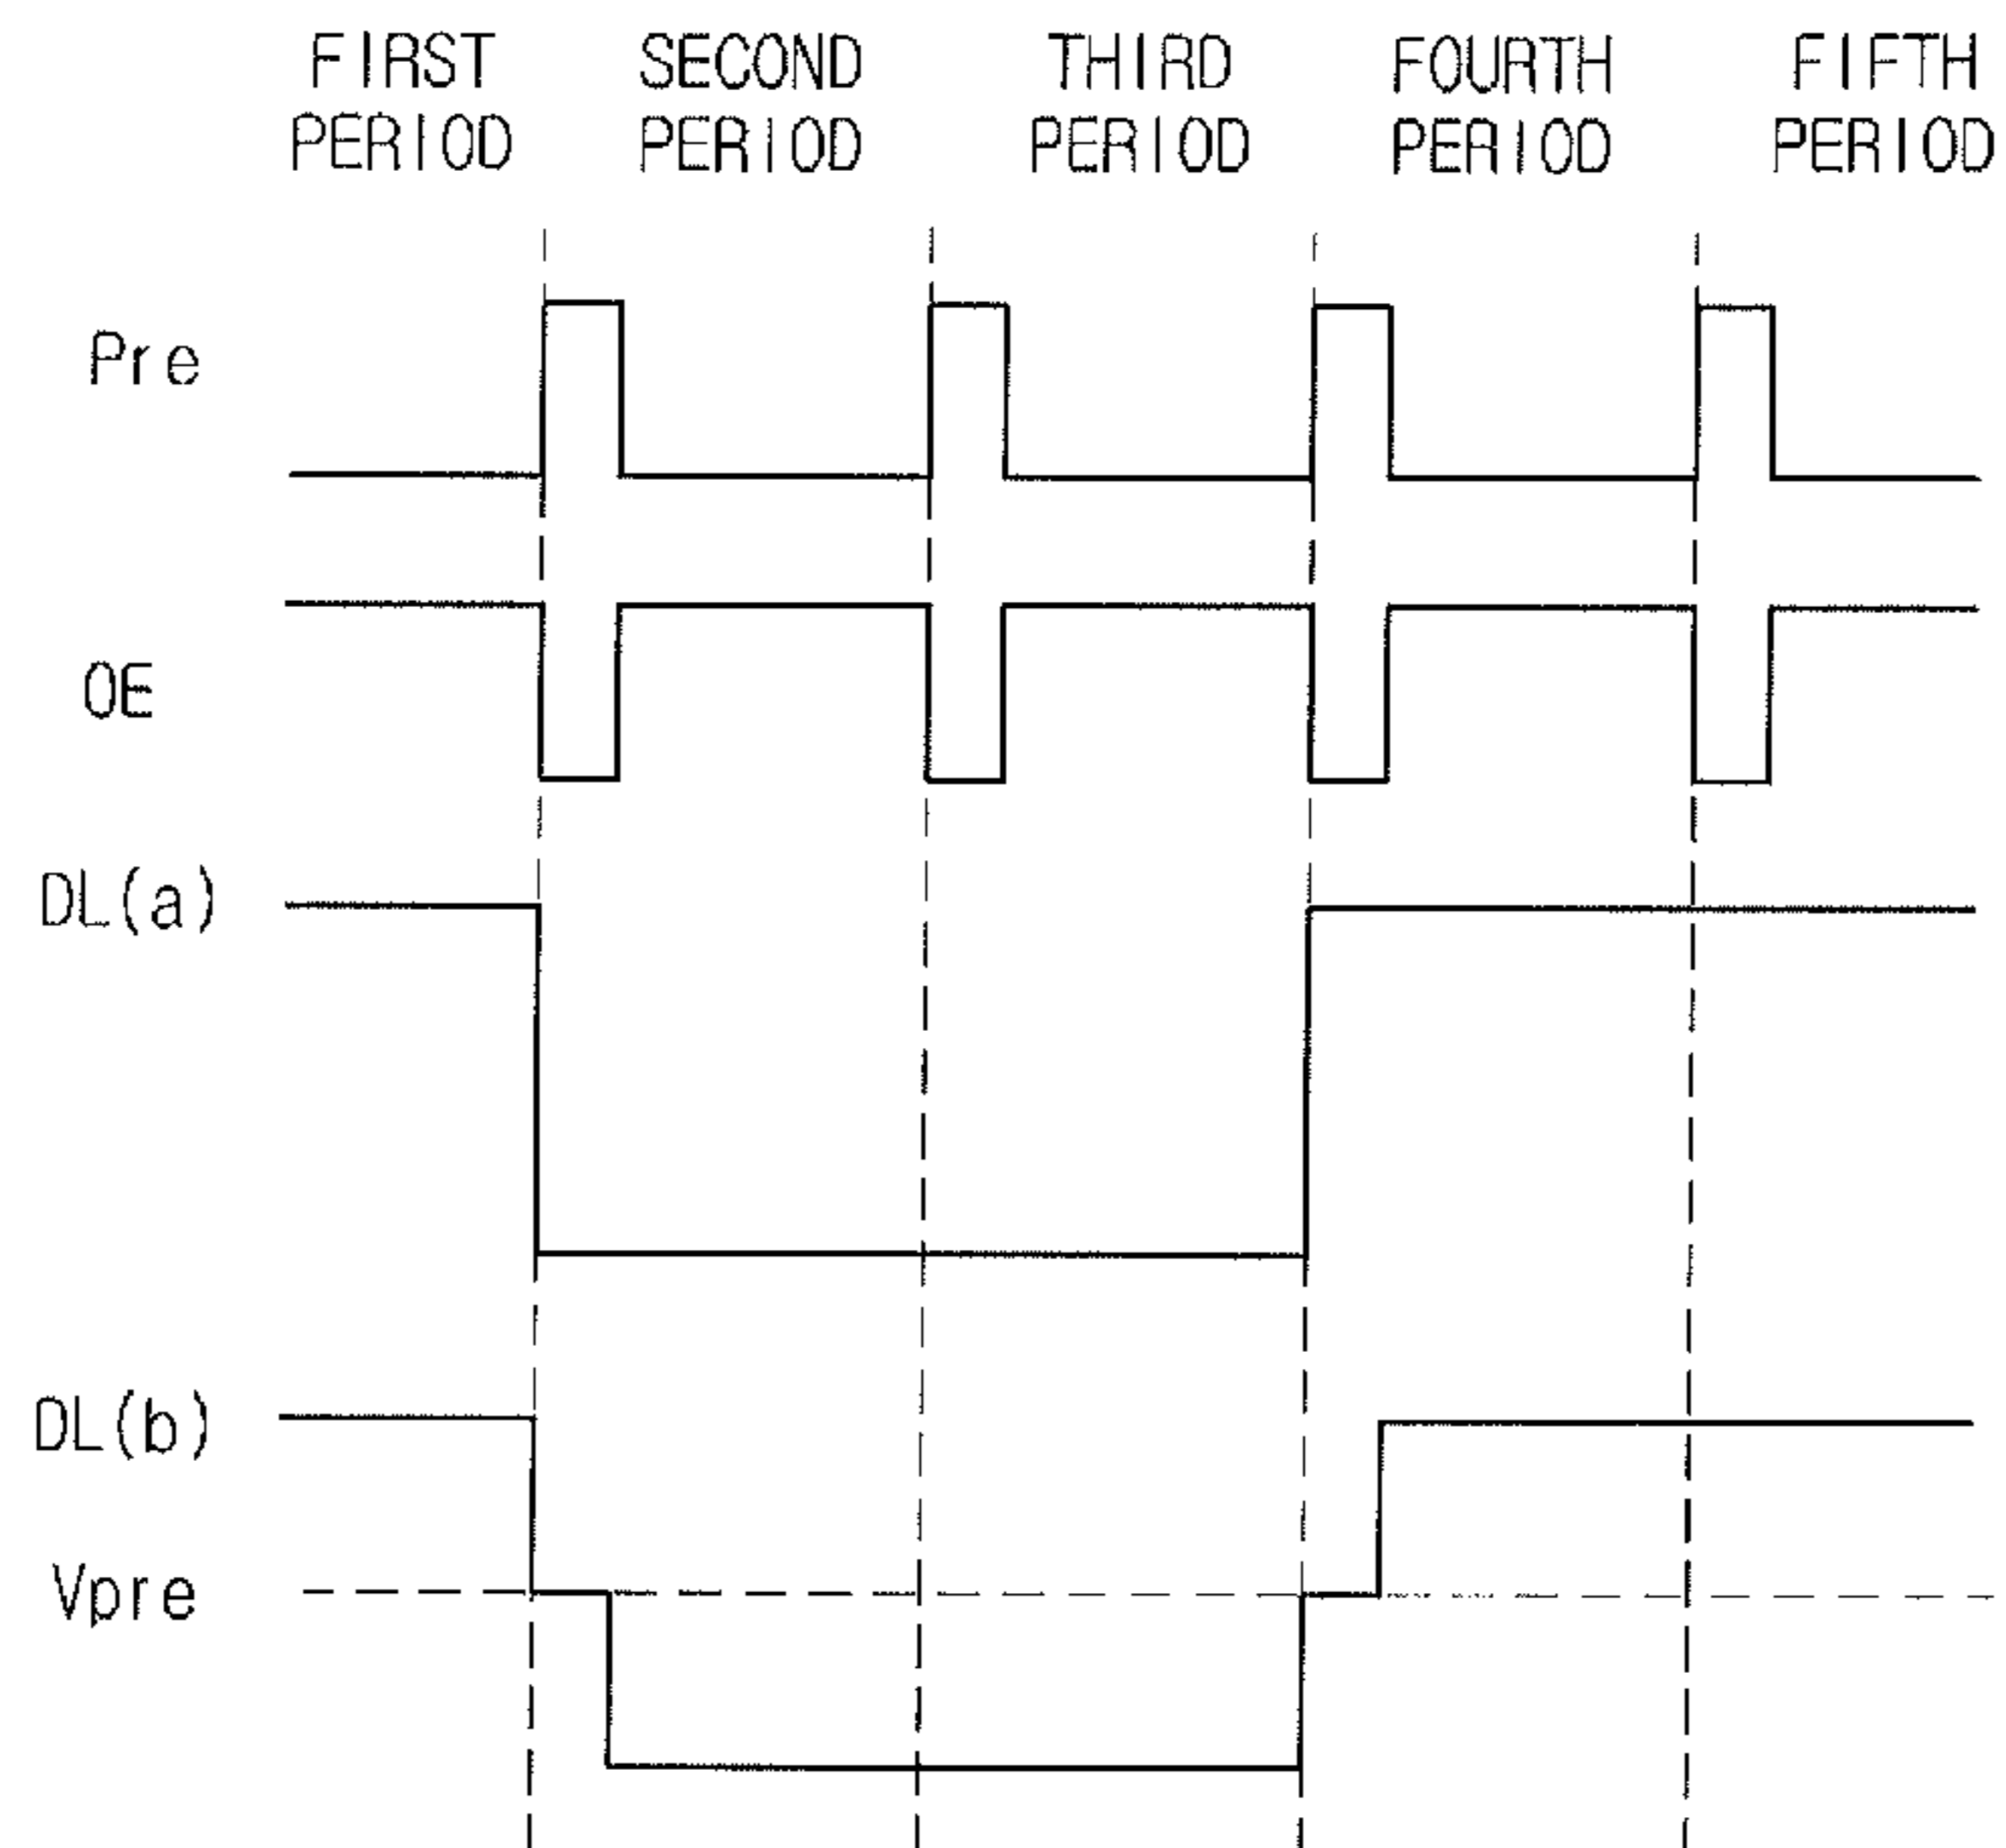 FIRST PERIOD
SECOND PERIOD
THIRD PERIOD
FOURTH PERIOD
FIFTH PERIOD
Pre
OE
DL(a)
DL(b)
Vpre